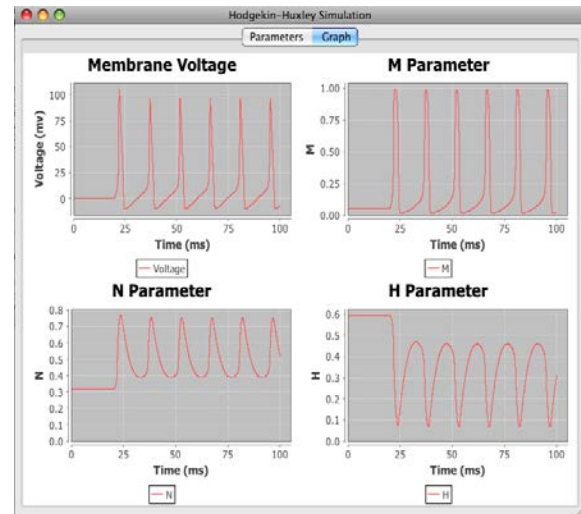 Hodgekin-Huxley Simulation
Parameters Graph
Membrane Voltage
Voltage (mv)
100
75
50
25
0
0 25 50 75 100
Time (ms)
Voltage
M Parameter
M
1.00
0.75
0.50
0.25
0.00
0 25 50 75 100
Time (ms)
M
N Parameter
N
0.8
0.7
0.6
0.5
0.4
0.3
0.2
0.1
0.0
0 25 50 75 100
Time (ms)
N
H Parameter
H
0.6
0.5
0.4
0.3
0.2
0.1
0.0
0 25 50 75 100
Time (ms)
H